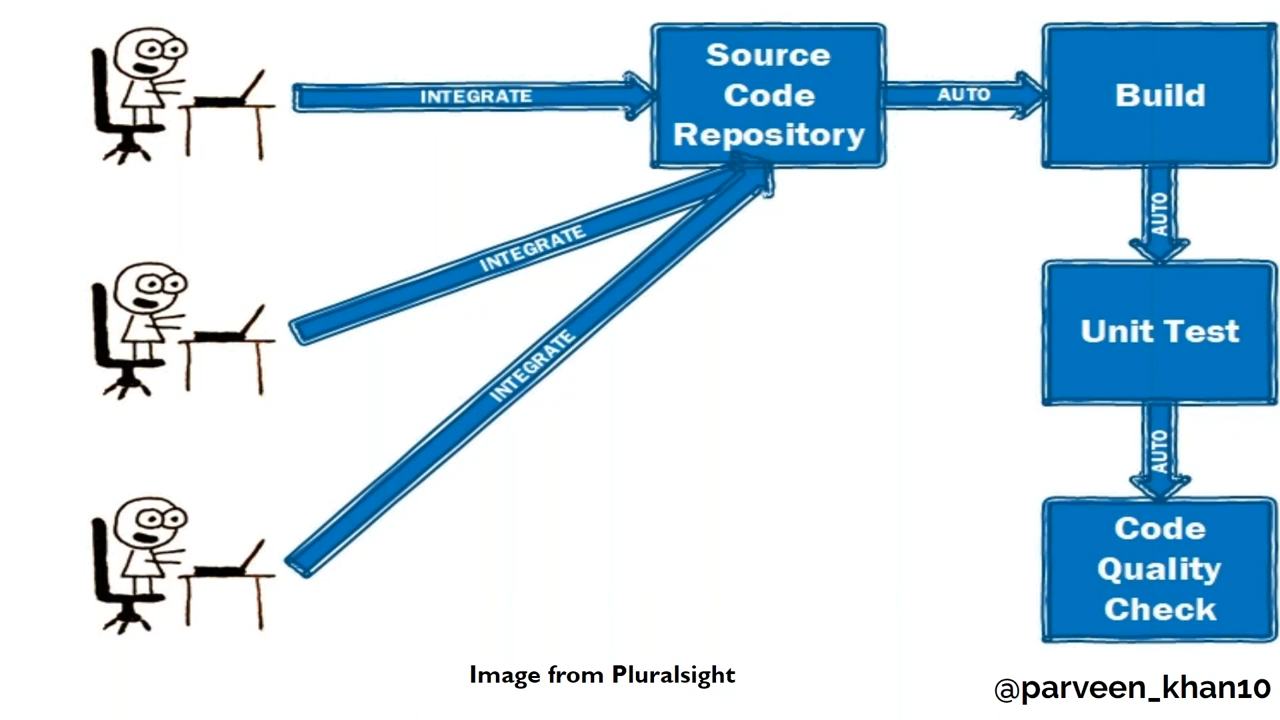 INTEGRATE
Source
Code
Repository
AUTO
Build
AUTO
INTEGRATE
Unit Test
INTEGRATE
AUTO
Code
Quality
Check
Image from Pluralsight
@parveen_khan10